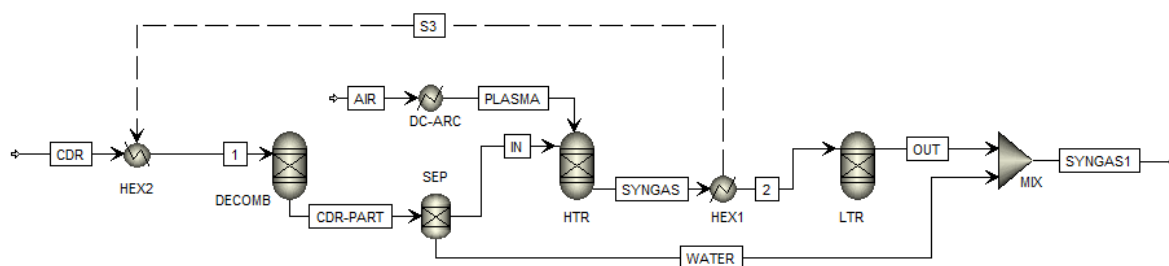 S3
AIR
PLASMA
DC-ARC
CDR
HEX2
1
DECOMB
CDR-PART
SEP
IN
HTR
SYNGAS
HEX1
2
LTR
OUT
MIX
SYNGAS1
WATER